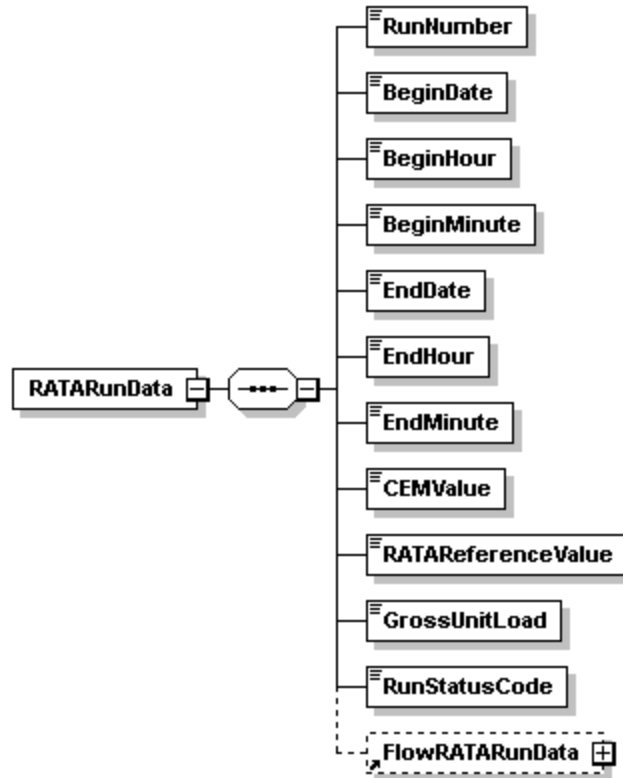 RunNumber
BeginDate
BeginHour
BeginMinute
EndDate
EndHour
RATARunData
EndMinute
CEMValue
RATAReferenceValue
GrossUnitLoad
RunStatusCode
FlowRATARunData